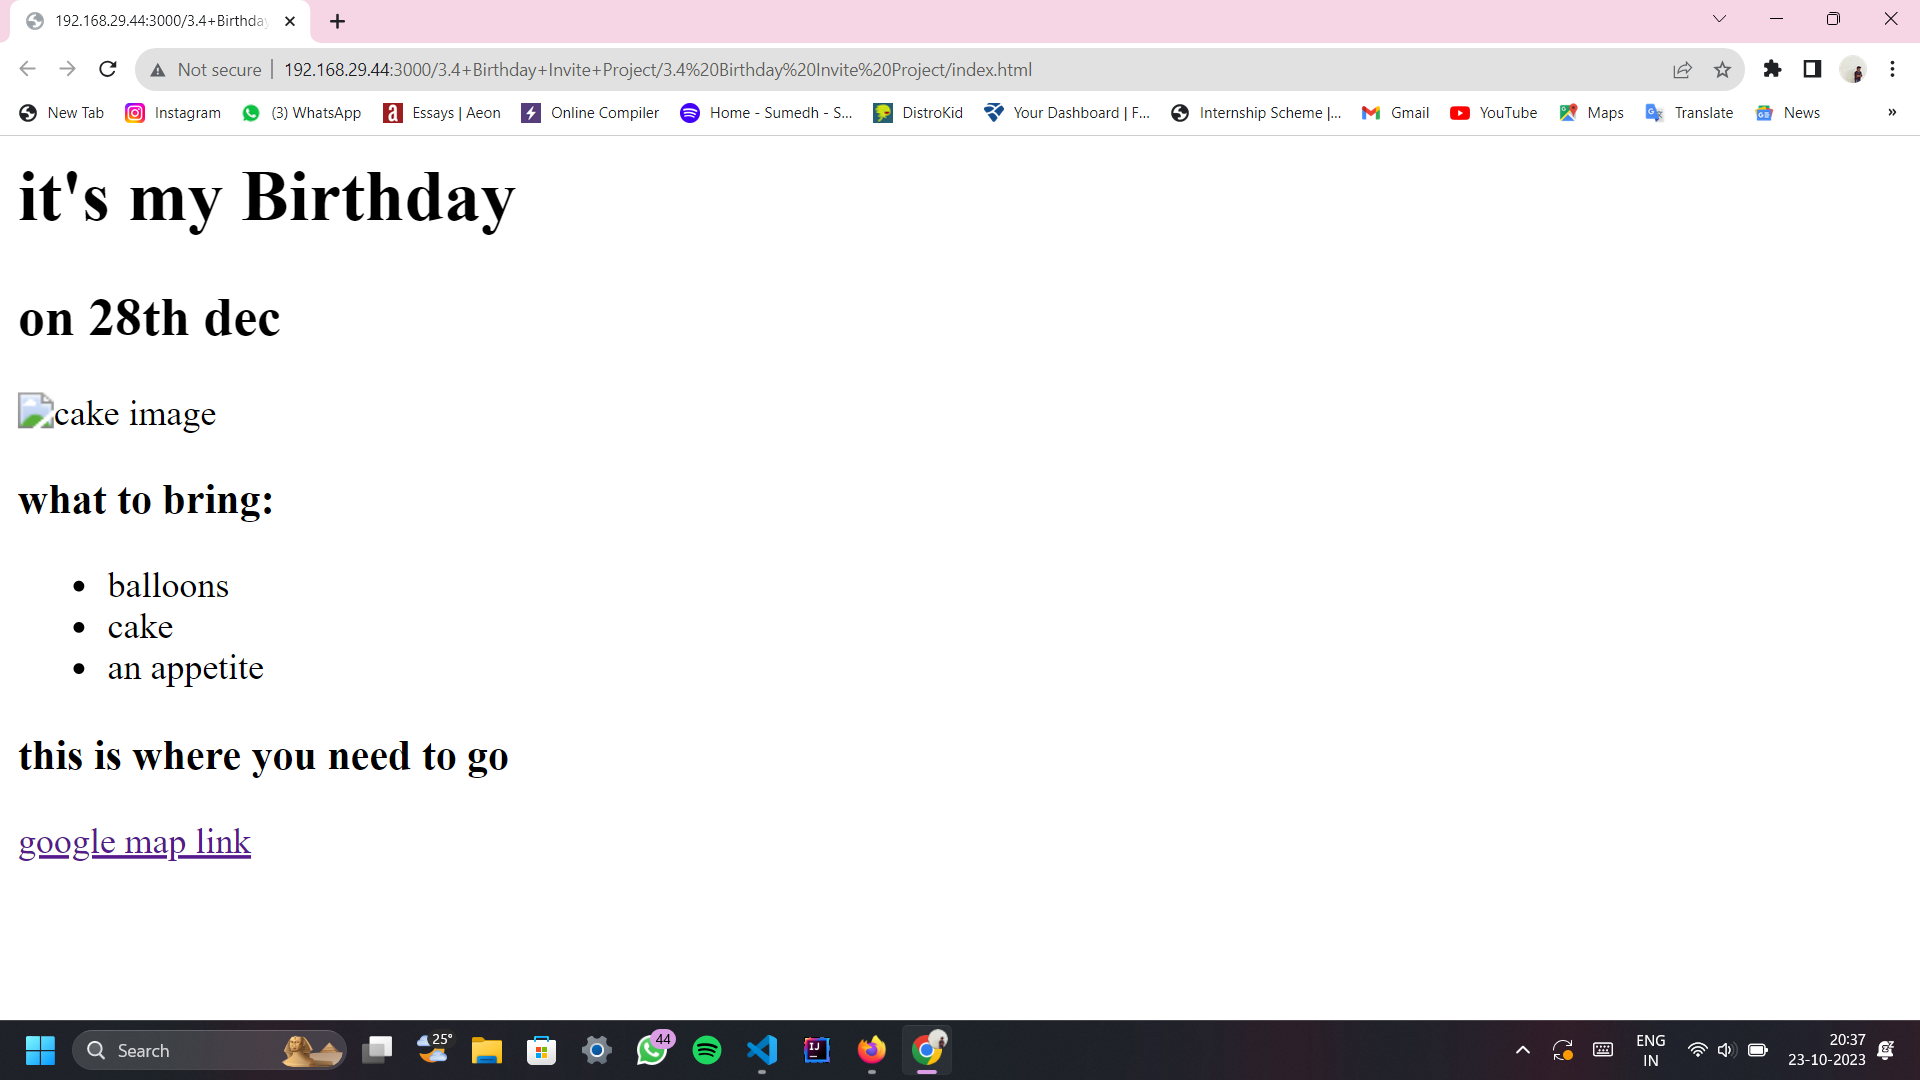 192.168.29.44:3000/3.4+Birthda
Not secure | 192.168.29.44:3000/3.4+Birthday+Invite+Project/3.4%20Birthday%20Invite%20Project/index.html
New Tab Instagram (3) WhatsApp Essays | Aeon Online Compiler Home - Sumedh - S... DistroKid Your Dashboard | F... Internship Scheme |... Gmail YouTube Maps Translate News »
it's my Birthday
on 28th dec
cake image
what to bring:
• balloons
• cake
• an appetite
this is where you need to go
google map link
Search 25° 44 ENG 20:37
IN 23-10-2023